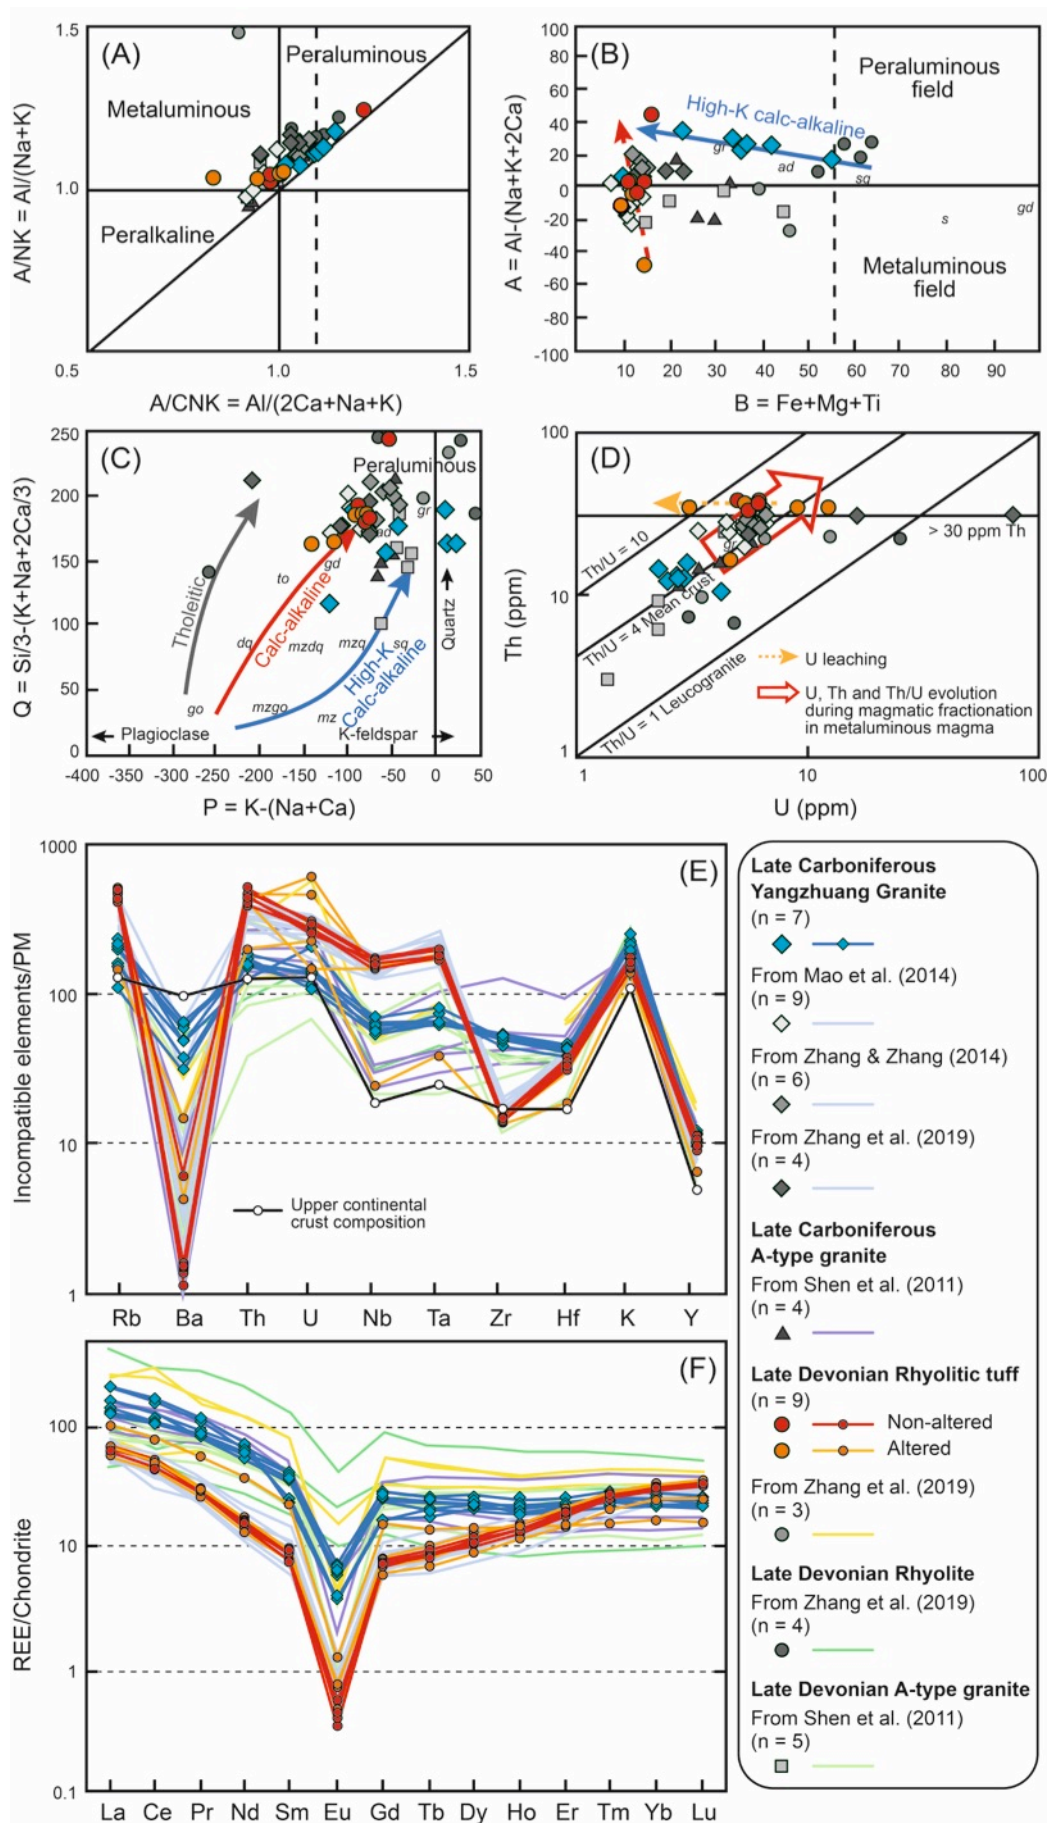 1.5
(A)
Peraluminous
Metaluminous
1.0
Peralkaline
0.5
1.0
1.5
A/NK = Al/(Na+K)
A/CNK = Al/(2Ca+Na+K)
100
80
60
40
20
0
-20
-40
-60
-80
-100
(B)
Peraluminous
field
High-K calc-alkaline
gr
ad
sq
s
gd
Metaluminous
field
10
20
30
40
50
60
70
80
90
A = Al-(Na+K+2Ca)
B = Fe+Mg+Ti
250
200
150
100
50
0
(C)
Peraluminous
gr
ad
gd
to
Tholeitic
Calc-alkaline
dq
mzdq
mzq
sq
High-K
Calc-alkaline
Quartz
go
mzgo
mz
Plagioclase
K-feldspar
-400
-350
-300
-250
-200
-150
-100
-50
0
50
Q = Si/3-(K+Na+2Ca/3)
P = K-(Na+Ca)
100
10
1
(D)
> 30 ppm Th
Th/U = 10
gr
Th/U = 4 Mean crust
Th/U = 1 Leucogranite
U leaching
U, Th and Th/U evolution
during magmatic fractionation
in metaluminous magma
1
10
100
Th (ppm)
U (ppm)
1000
100
10
1
(E)
Upper continental
crust composition
Rb
Ba
Th
U
Nb
Ta
Zr
Hf
K
Y
Incompatible elements/PM
100
10
1
0.1
(F)
La
Ce
Pr
Nd
Sm
Eu
Gd
Tb
Dy
Ho
Er
Tm
Yb
Lu
REE/Chondrite
Late Carboniferous
Yangzhuang Granite
(n = 7)
From Mao et al. (2014)
(n = 9)
From Zhang & Zhang (2014)
(n = 6)
From Zhang et al. (2019)
(n = 4)
Late Carboniferous
A-type granite
From Shen et al. (2011)
(n = 4)
Late Devonian Rhyolitic tuff
(n = 9)
Non-altered
Altered
From Zhang et al. (2019)
(n = 3)
Late Devonian Rhyolite
From Zhang et al. (2019)
(n = 4)
Late Devonian A-type granite
From Shen et al. (2011)
(n = 5)